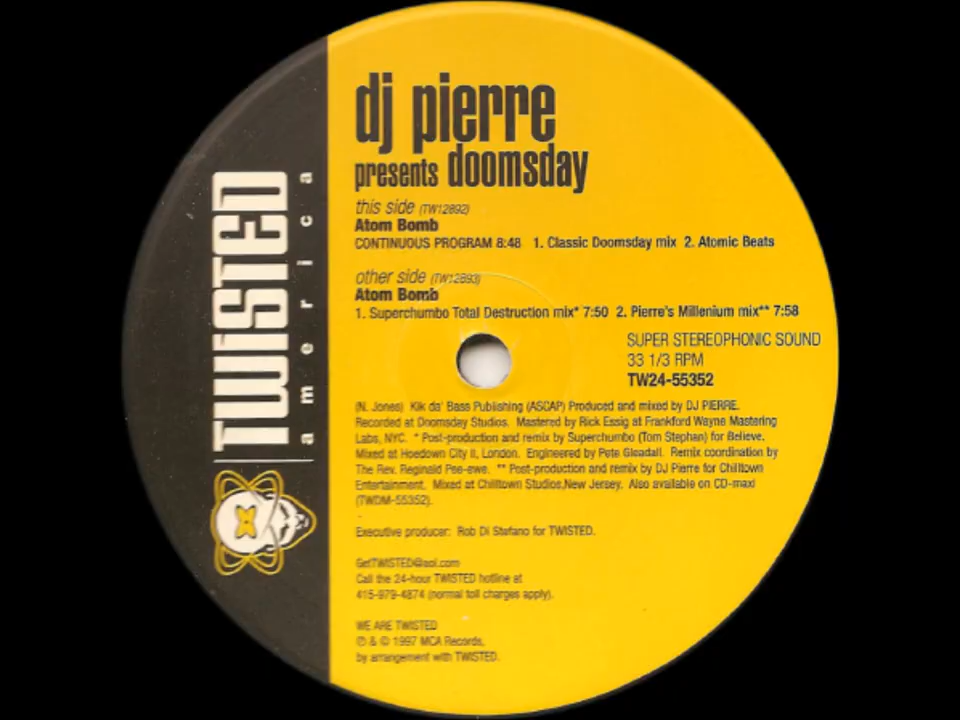 TWISTED
america
dj pierre
presents doomsday
this side (TW12892)
Atom Bomb
CONTINUOUS PROGRAM 8:48 1. Classic Doomsday mix 2. Atomic Beats
other side (TW12893)
Atom Bomb
1. Superchumbo Total Destruction mix* 7:50 2. Pierre's Millenium mix** 7:58
SUPER STEREOPHONIC SOUND
33 1/3 RPM
TW24-55352
(N. Jones) Kik da' Bass Publishing (ASCAP) Produced and mixed by DJ PIERRE.
Recorded at Doomsday Studios. Mastered by Rick Essig at Frankford Wayne Mastering
Labs, NYC. * Post-production and remix by Superchumbo (Tom Stephan) for Believe.
Mixed at Hoedown City II, London. Engineered by Pete Gleadall. Remix coordination by
The Rev. Reginald Pee-ewe. ** Post-production and remix by DJ Pierre for Chilltown
Entertainment. Mixed at Chilltown Studios,New Jersey. Also available on CD-maxi
(TWDM-55352).
Executive producer: Rob Di Stefano for TWISTED.
GetTWISTED@aol.com
Call the 24-hour TWISTED hotline at
415-979-4874 (normal toll charges apply).
WE ARE TWISTED
℗ & © 1997 MCA Records,
by arrangement with TWISTED.